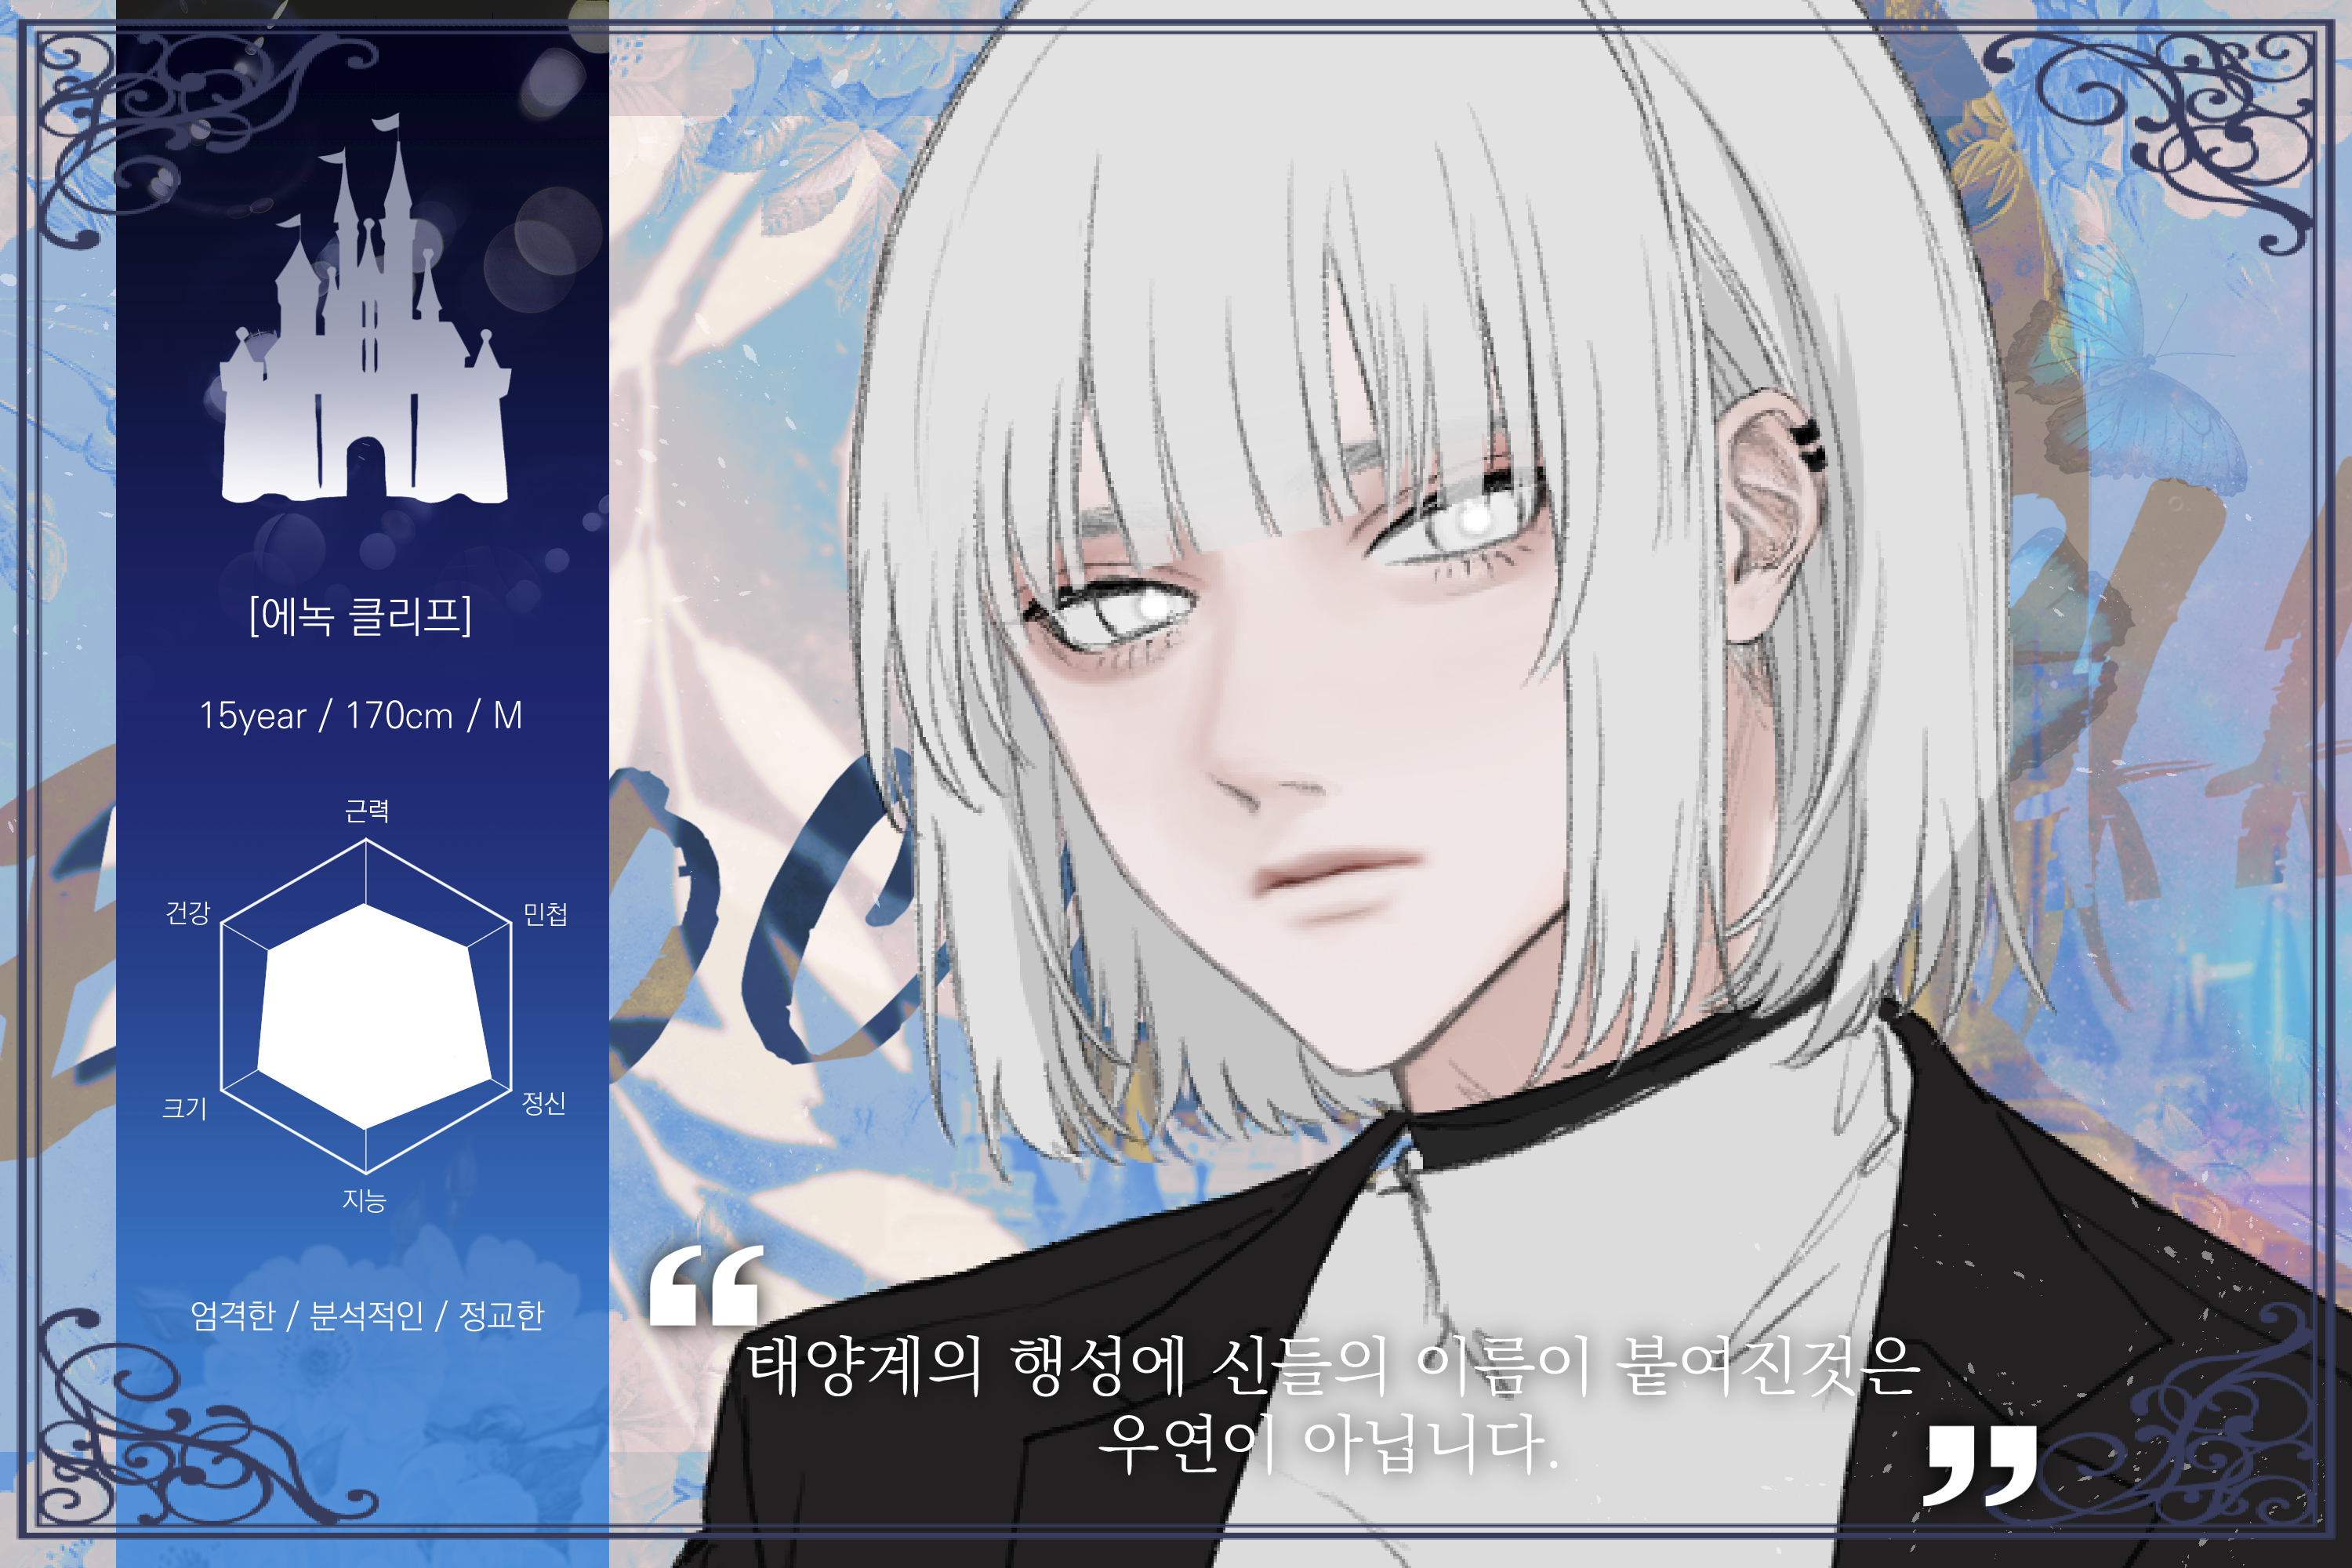 [에녹 클리프]
15year / 170cm / M
근력
건강
민첩
크기
정신
지능
엄격한 / 분석적인 / 정교한
“
태양계의 행성에 신들의 이름이 붙여진것은
우연이 아닙니다.
”